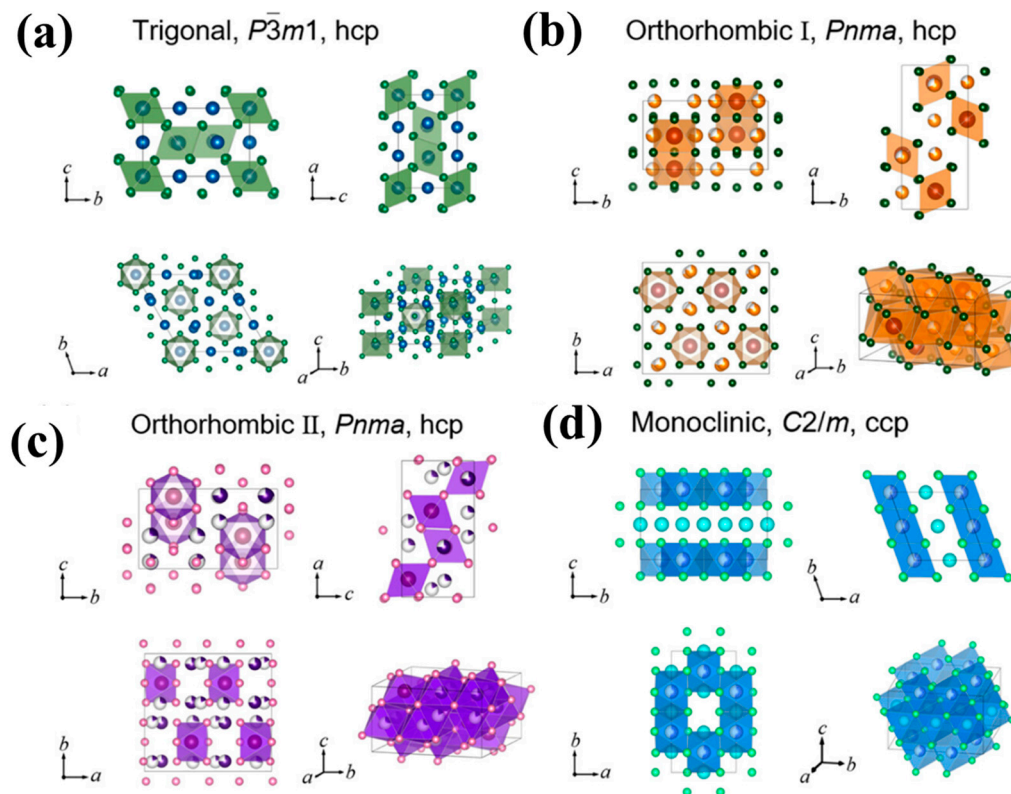 (a) Trigonal, P3̅m1, hcp
c
b
a
c
b
a
c
a
b
(b) Orthorhombic I, Pnma, hcp
c
b
a
b
b
a
c
a
b
(c) Orthorhombic II, Pnma, hcp
c
b
a
c
b
a
c
a
b
(d) Monoclinic, C2/m, ccp
c
b
b
a
b
a
c
a
b